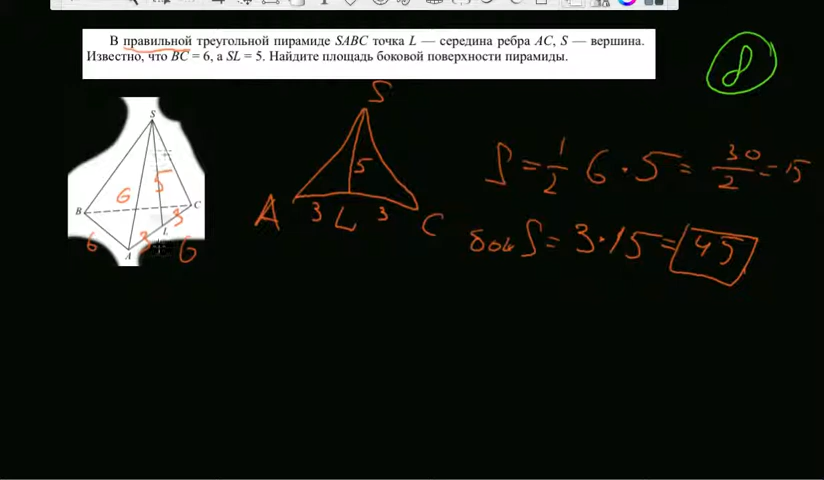 В правильной треугольной пирамиде SABC точка L — середина ребра AC, S — вершина.
Известно, что BC = 6, а SL = 5. Найдите площадь боковой поверхности пирамиды.
8
S
B
C
A
L
6
5
3
6
3
6
S
5
A
3
L
3
C
S = 1/2 6 · 5 = 30/2 = 15
бок S = 3 · 15 = 45